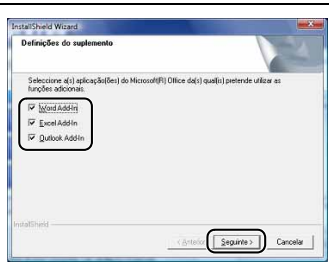 InstallShield Wizard
Definições do suplemento
Seleccione a(s) aplicação(ões) do Microsoft(R) Office da(s) qual(is) pretende utilizar as
funções adicionais.
Word Add-In
Excel Add-In
Outlook Add-In
InstallShield
< Anterior
Seguinte >
Cancelar